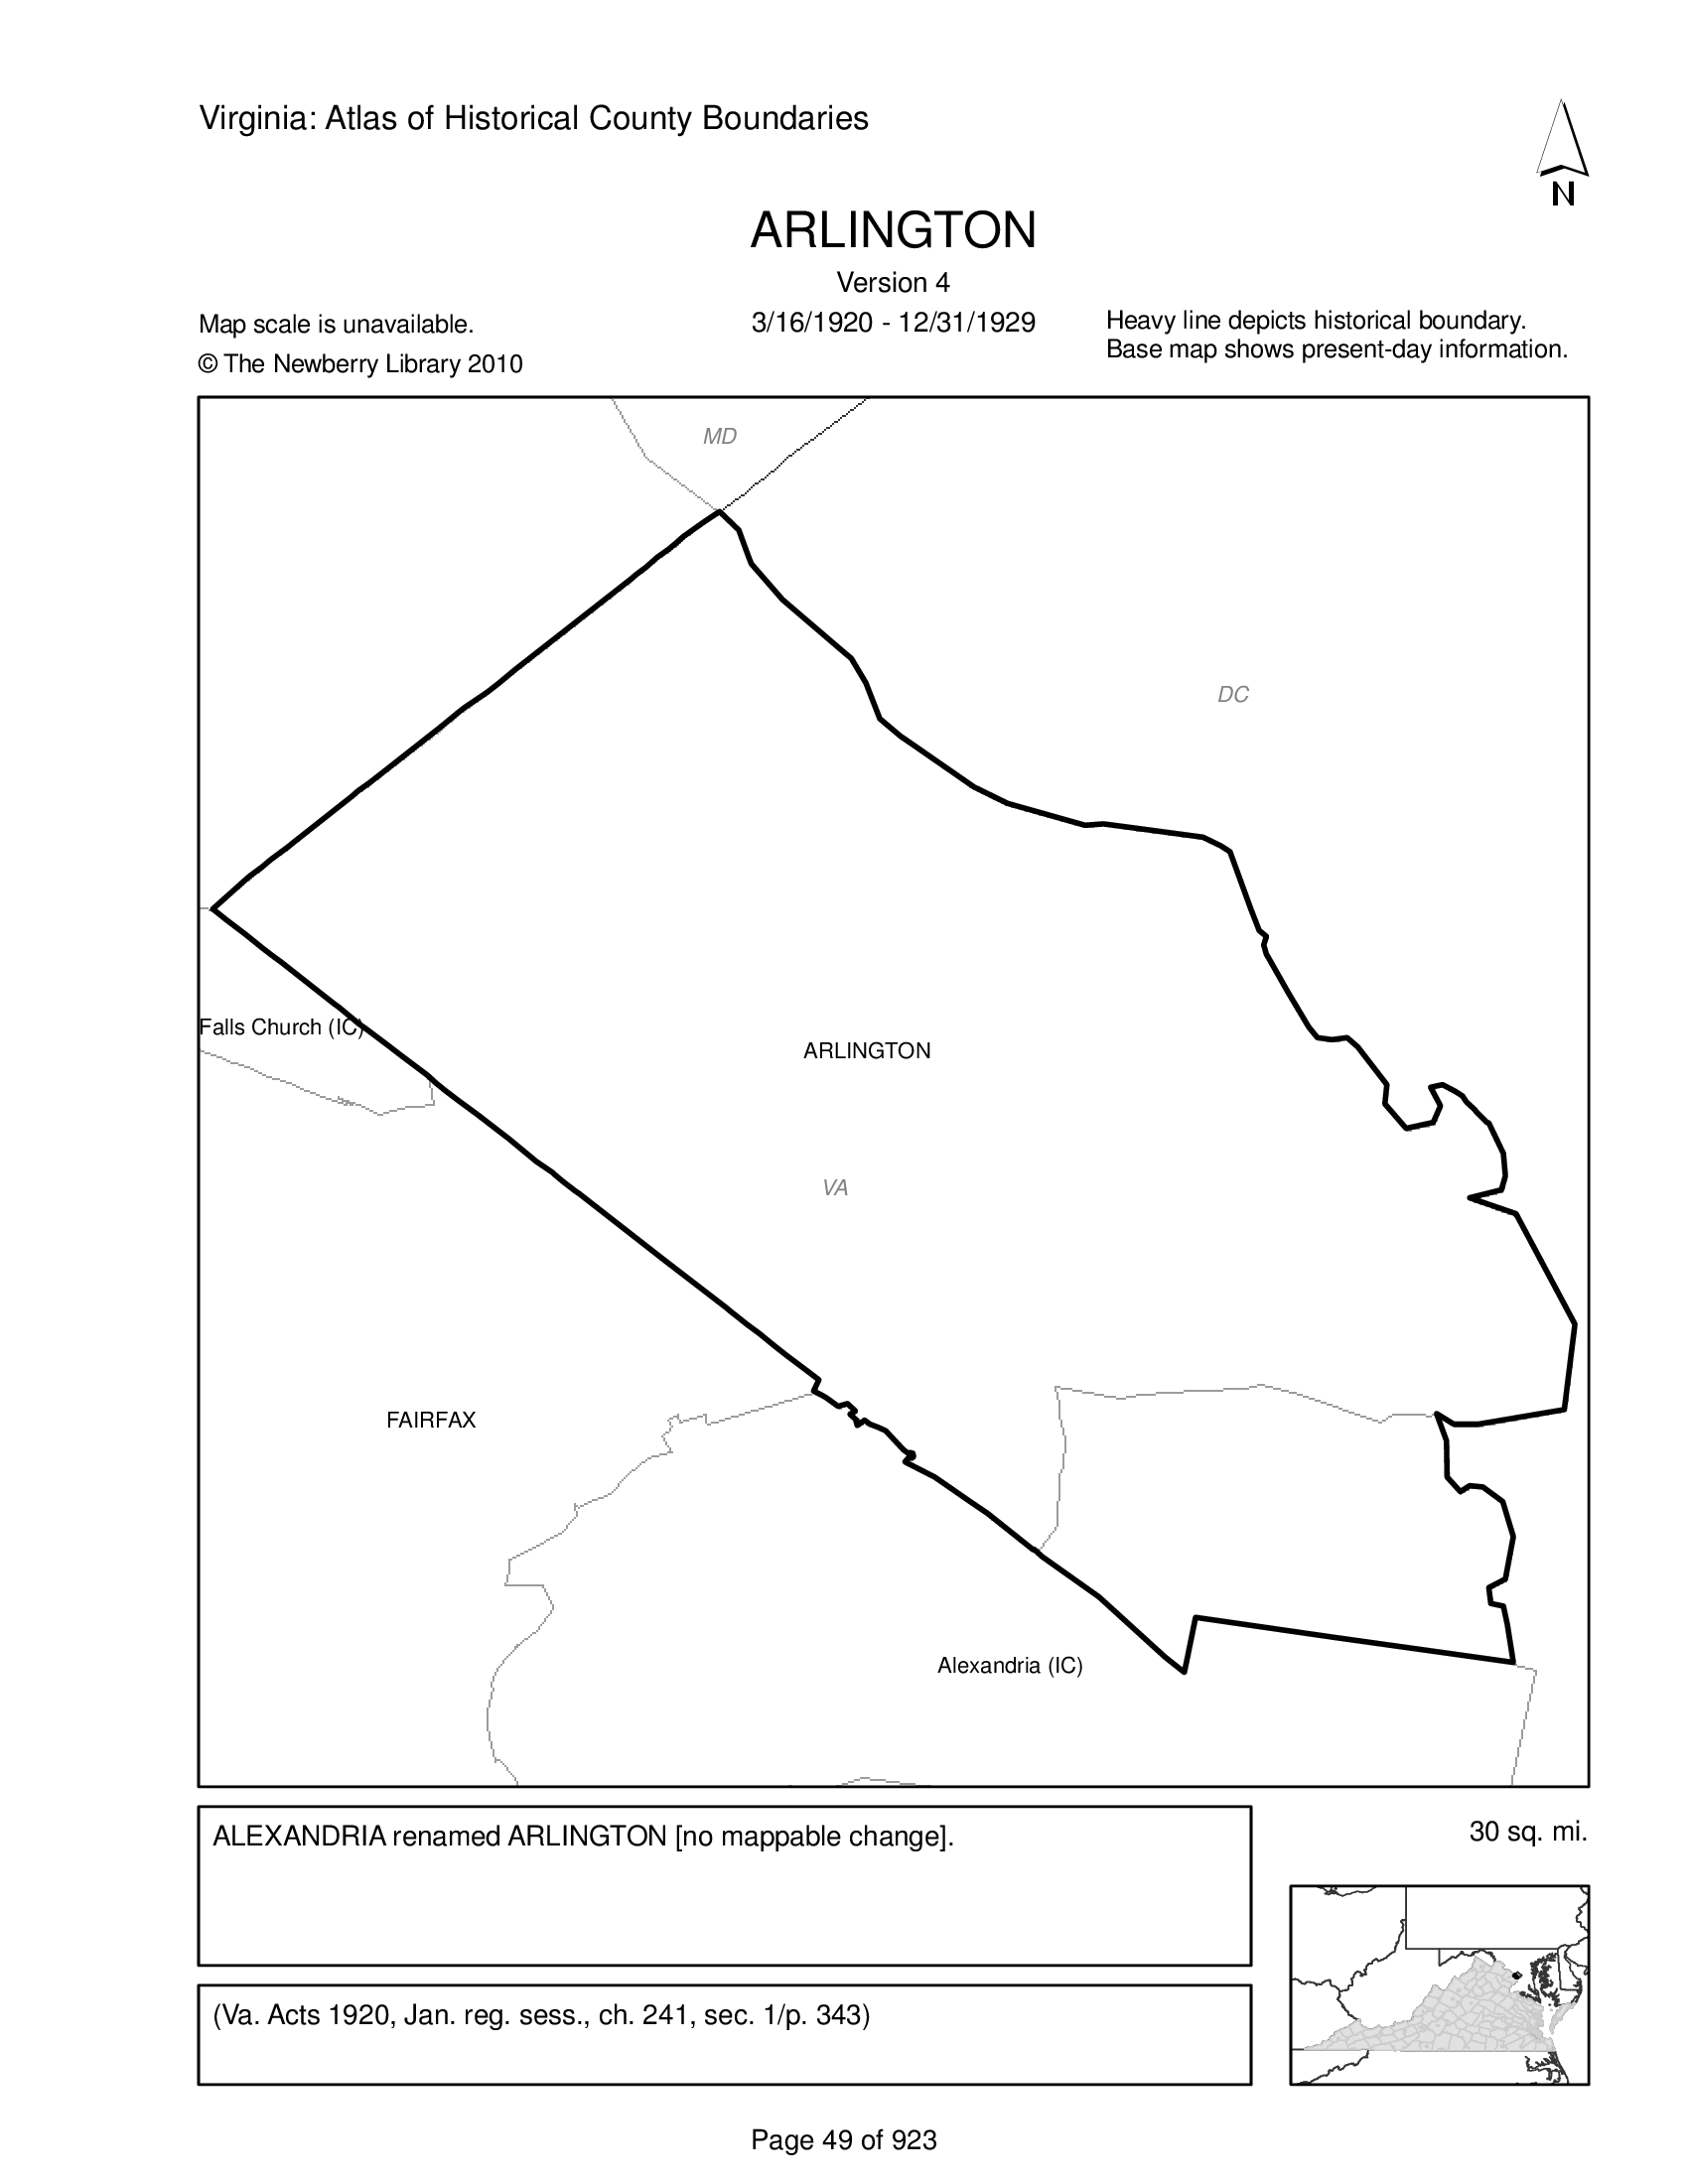 Virginia: Atlas of Historical County Boundaries
N
ARLINGTON
Version 4
3/16/1920 - 12/31/1929
Map scale is unavailable.
© The Newberry Library 2010
Heavy line depicts historical boundary.
Base map shows present-day information.
MD
DC
Falls Church (IC)
ARLINGTON
VA
FAIRFAX
Alexandria (IC)
ALEXANDRIA renamed ARLINGTON [no mappable change].
30 sq. mi.
(Va. Acts 1920, Jan. reg. sess., ch. 241, sec. 1/p. 343)
Page 49 of 923